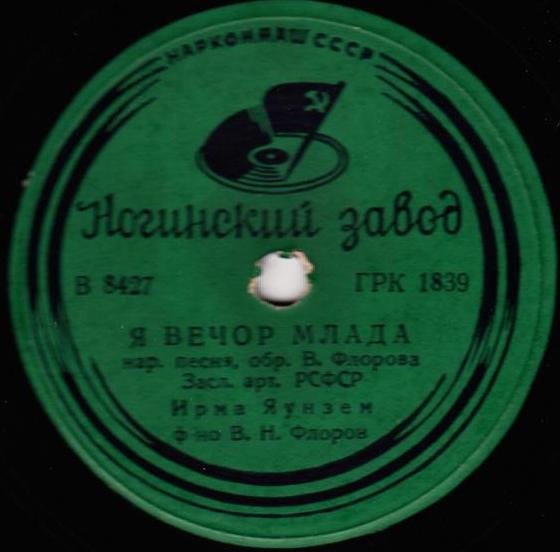 НАРКОММАШ СССР
Ногинский завод
В 8427 ГРК 1839
Я ВЕЧОР МЛАДА
нар. песня, обр. В. Флорова
Засл. арт. РСФСР
Ирма Яунзем
ф-но В. Н. Флоров